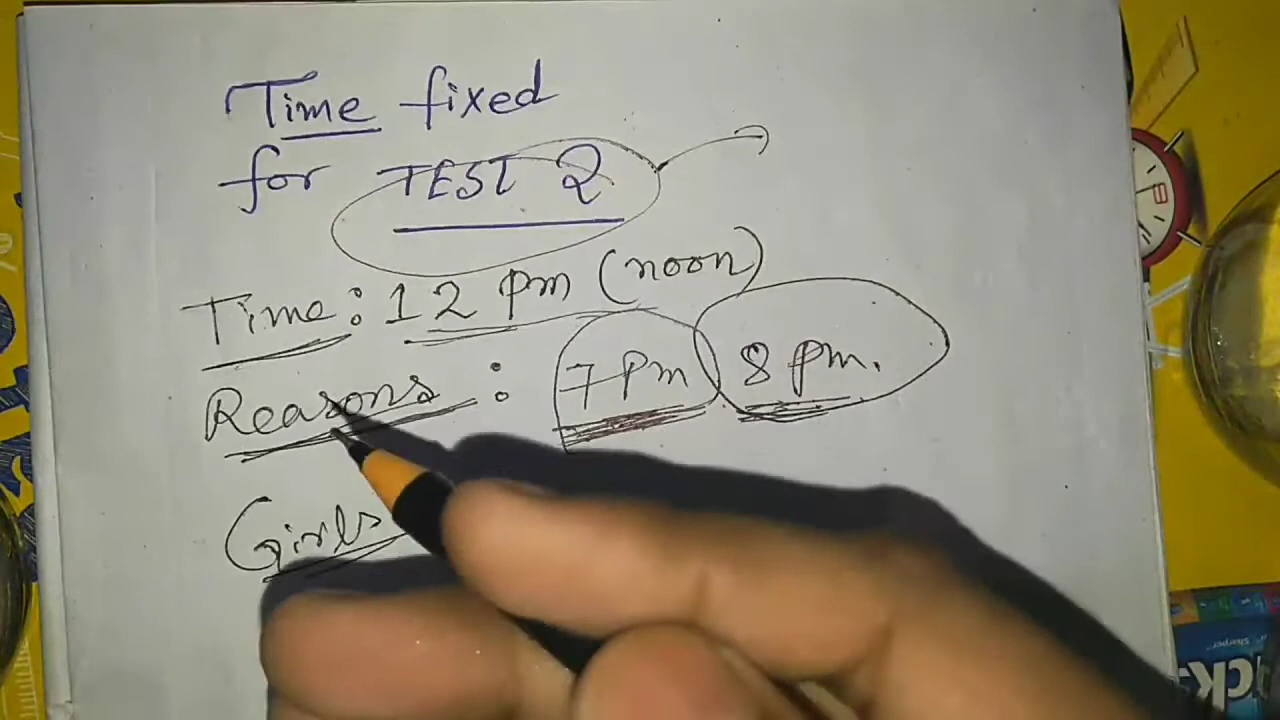 Time fixed
for TEST 2
Time: 12 pm (noon)
Reasons: 7 pm 8 pm.
Girls